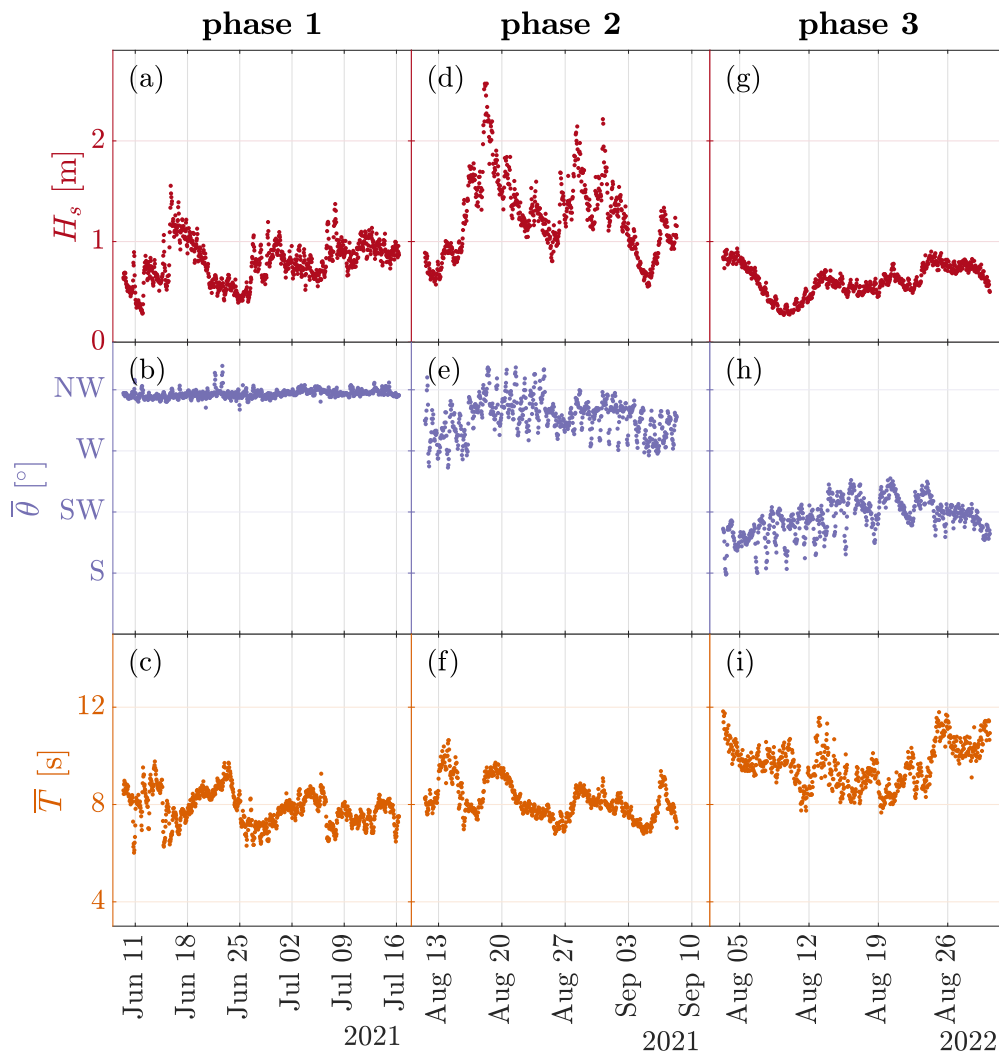 phase 1 phase 2 phase 3
(a) (d) (g)
2
1
0
H_s [m]
(b) (e) (h)
NW
W
SW
S
θ̅ [°]
(c) (f) (i)
12
8
4
T̅ [s]
Jun 11 Jun 18 Jun 25 Jul 02 Jul 09 Jul 16 Aug 13 Aug 20 Aug 27 Sep 03 Sep 10 Aug 05 Aug 12 Aug 19 Aug 26
2021 2021 2022